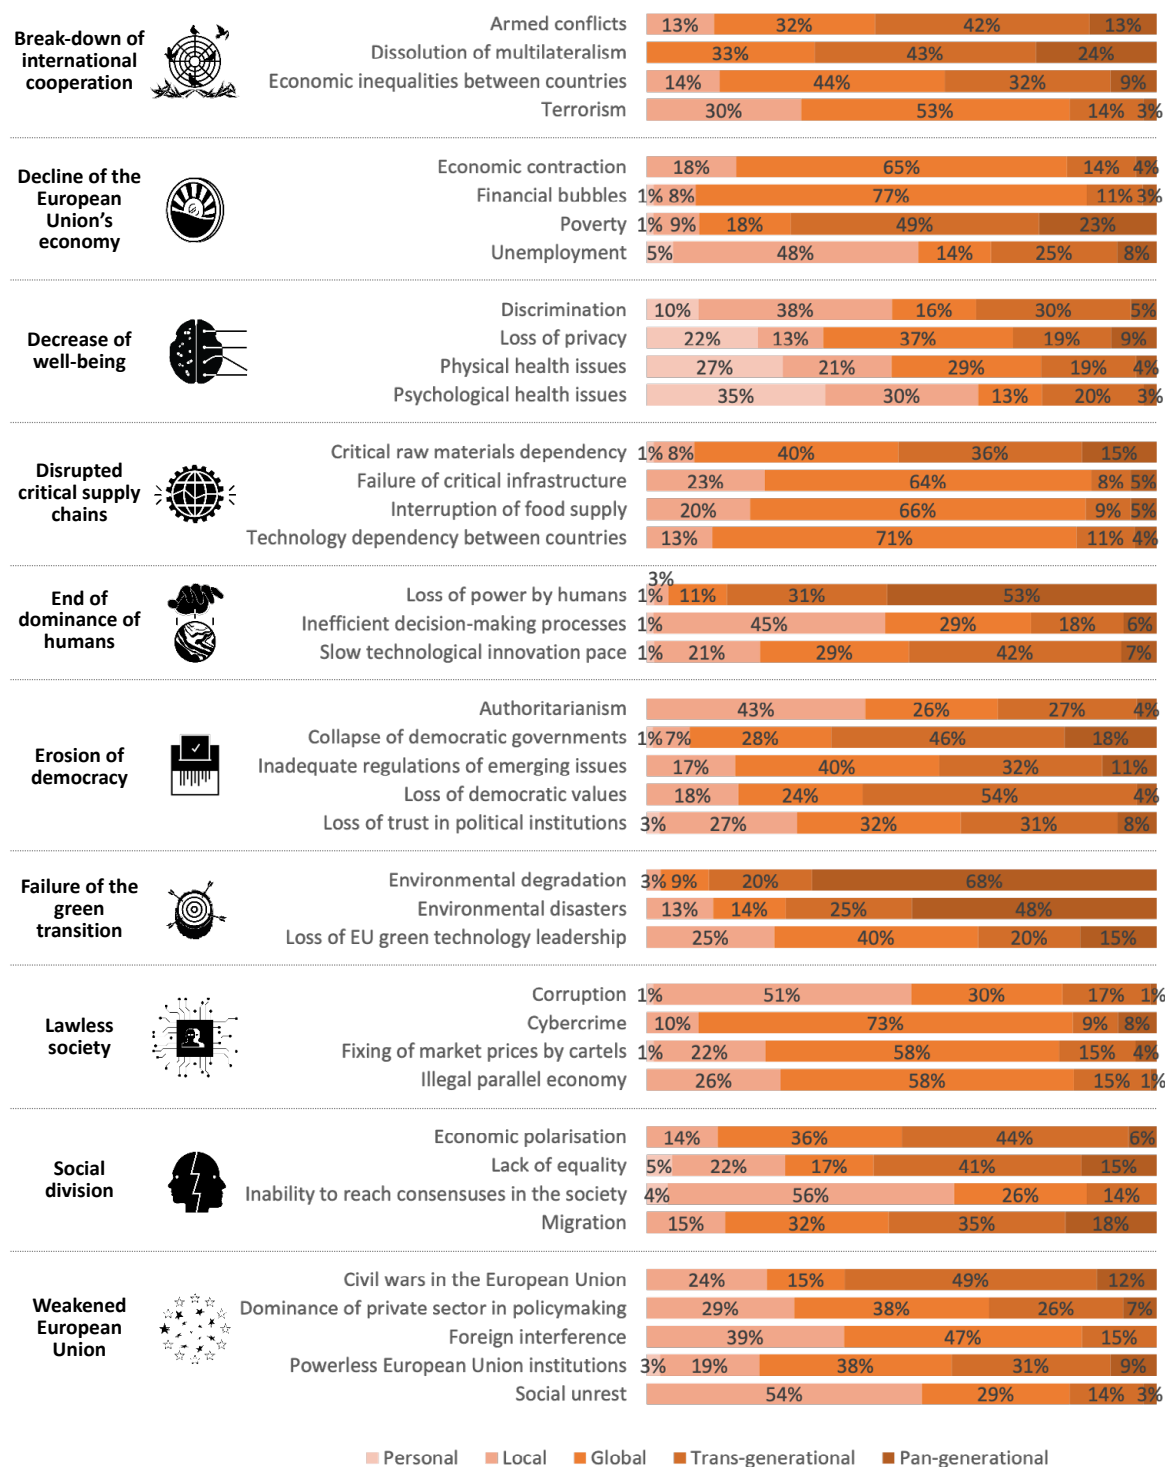 Break-down of
international
cooperation
Armed conflicts 13% 32% 42% 13%
Dissolution of multilateralism 33% 43% 24%
Economic inequalities between countries 14% 44% 32% 9%
Terrorism 30% 53% 14% 3%
Decline of the
European
Union's
economy
Economic contraction 18% 65% 14% 4%
Financial bubbles 1% 8% 77% 11% 3%
Poverty 1% 9% 18% 49% 23%
Unemployment 5% 48% 14% 25% 8%
Decrease of
well-being
Discrimination 10% 38% 16% 30% 5%
Loss of privacy 22% 13% 37% 19% 9%
Physical health issues 27% 21% 29% 19% 4%
Psychological health issues 35% 30% 13% 20% 3%
Disrupted
critical supply
chains
Critical raw materials dependency 1% 8% 40% 36% 15%
Failure of critical infrastructure 23% 64% 8% 5%
Interruption of food supply 20% 66% 9% 5%
Technology dependency between countries 13% 71% 11% 4%
End of
dominance of
humans
Loss of power by humans 1% 3% 11% 31% 53%
Inefficient decision-making processes 1% 45% 29% 18% 6%
Slow technological innovation pace 1% 21% 29% 42% 7%
Erosion of
democracy
Authoritarianism 43% 26% 27% 4%
Collapse of democratic governments 1% 7% 28% 46% 18%
Inadequate regulations of emerging issues 17% 40% 32% 11%
Loss of democratic values 18% 24% 54% 4%
Loss of trust in political institutions 3% 27% 32% 31% 8%
Failure of the
green
transition
Environmental degradation 3% 9% 20% 68%
Environmental disasters 13% 14% 25% 48%
Loss of EU green technology leadership 25% 40% 20% 15%
Lawless
society
Corruption 1% 51% 30% 17% 1%
Cybercrime 10% 73% 9% 8%
Fixing of market prices by cartels 1% 22% 58% 15% 4%
Illegal parallel economy 26% 58% 15% 1%
Social
division
Economic polarisation 14% 36% 44% 6%
Lack of equality 5% 22% 17% 41% 15%
Inability to reach consensuses in the society 4% 56% 26% 14%
Migration 15% 32% 35% 18%
Weakened
European
Union
Civil wars in the European Union 24% 15% 49% 12%
Dominance of private sector in policymaking 29% 38% 26% 7%
Foreign interference 39% 47% 15%
Powerless European Union institutions 3% 19% 38% 31% 9%
Social unrest 54% 29% 14% 3%
Personal Local Global Trans-generational Pan-generational